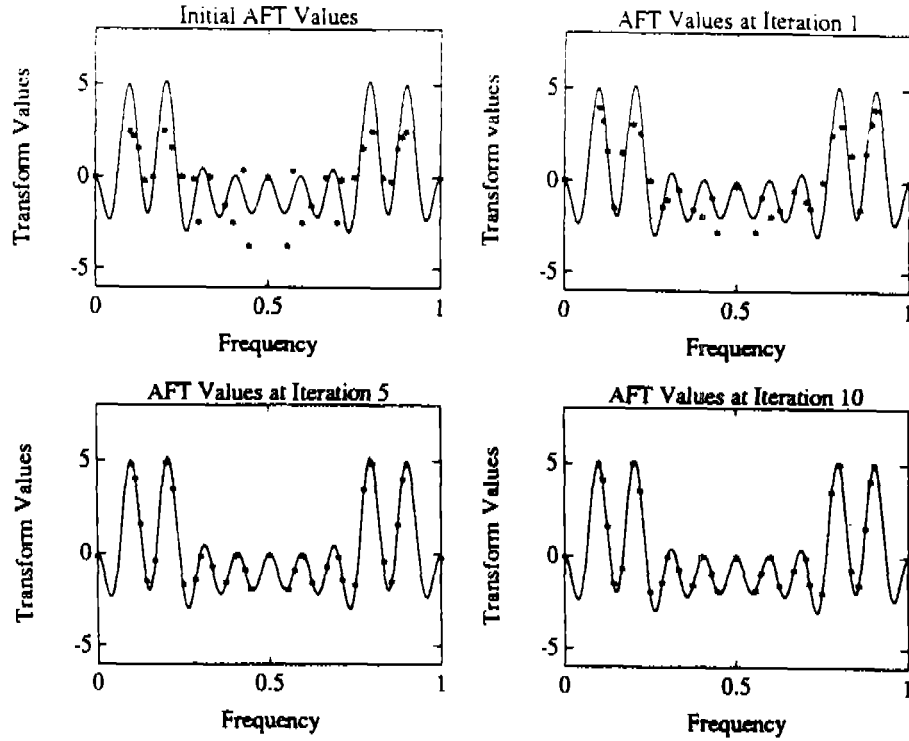 Initial AFT Values
Transform Values
5
0
-5
0
0.5
1
Frequency
AFT Values at Iteration 1
Transform values
5
0
-5
0
0.5
1
Frequency
AFT Values at Iteration 5
Transform Values
5
0
-5
0
0.5
1
Frequency
AFT Values at Iteration 10
Transform Values
5
0
-5
0
0.5
1
Frequency